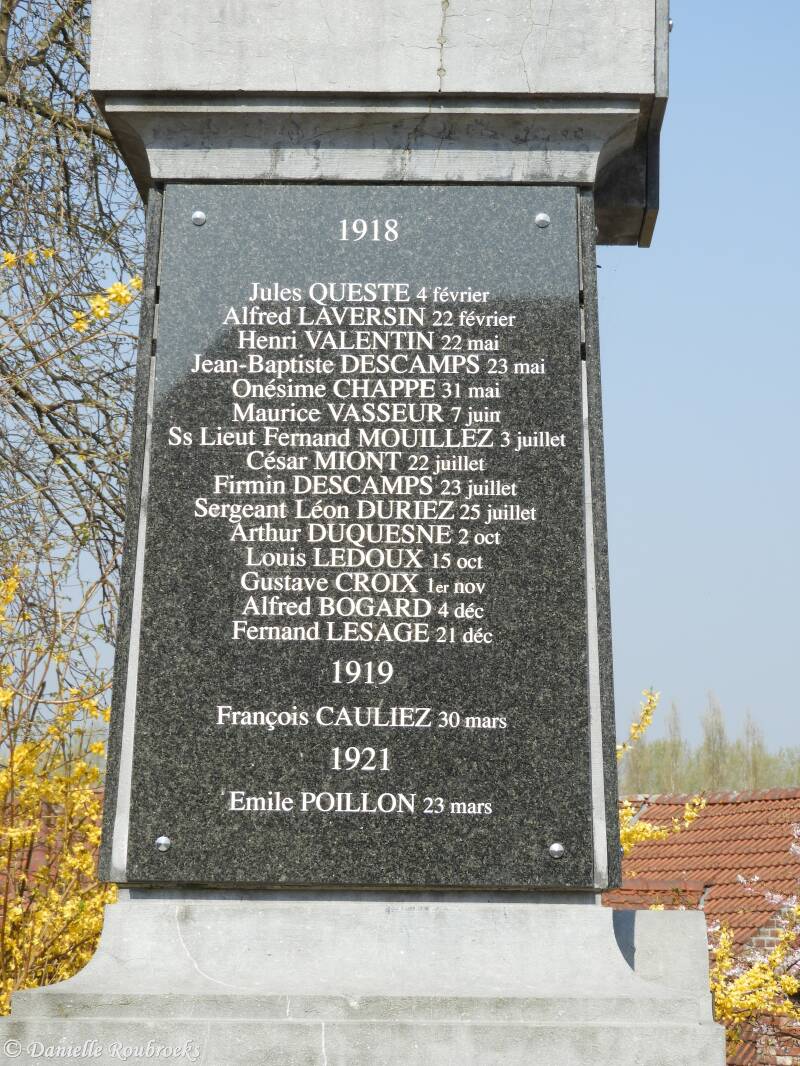 1918
Jules QUESTE 4 février
Alfred LAVERSIN 22 février
Henri VALENTIN 22 mai
Jean-Baptiste DESCAMPS 23 mai
Onésime CHAPPE 31 mai
Maurice VASSEUR 7 juin
Ss Lieut Fernand MOUILLEZ 3 juillet
César MIONT 22 juillet
Firmin DESCAMPS 23 juillet
Sergeant Léon DURIEZ 25 juillet
Arthur DUQUESNE 2 oct
Louis LEDOUX 15 oct
Gustave CROIX 1er nov
Alfred BOGARD 4 déc
Fernand LESAGE 21 déc
1919
François CAULIEZ 30 mars
1921
Emile POILLON 23 mars
© Danielle Roubroeks